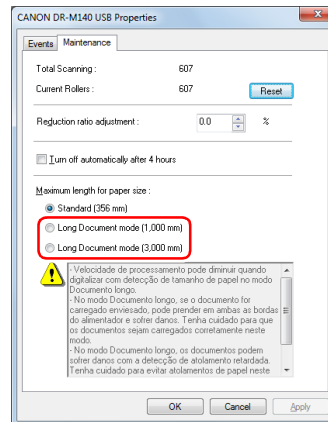 CANON DR-M140 USB Properties
Events Maintenance
Total Scanning : 607
Current Rollers : 607 Reset
Reduction ratio adjustment : 0.0 %
Turn off automatically after 4 hours
Maximum length for paper size :
Standard (356 mm)
Long Document mode (1,000 mm)
Long Document mode (3,000 mm)
- Velocidade de processamento pode diminuir quando
digitalizar com detecção de tamanho de papel no modo
Documento longo.
- No modo Documento longo, se o documento for
carregado enviesado, pode prender em ambas as bordas
do alimentador e sofrer danos. Tenha cuidado para que
os documentos sejam carregados corretamente neste
modo.
- No modo Documento longo, os documentos podem
sofrer danos com a detecção de atolamento retardada.
Tenha cuidado para evitar atolamentos de papel neste
OK Cancel Apply